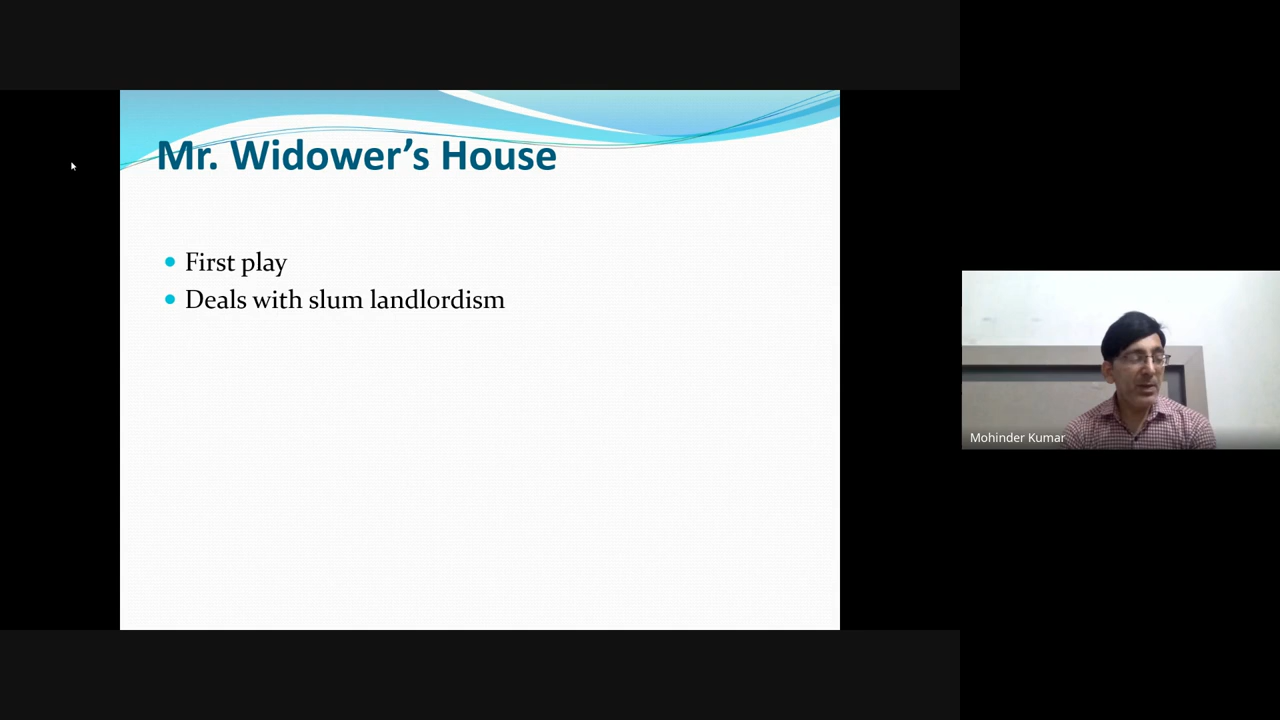 Mr. Widower’s House
First play
Deals with slum landlordism
Mohinder Kumar